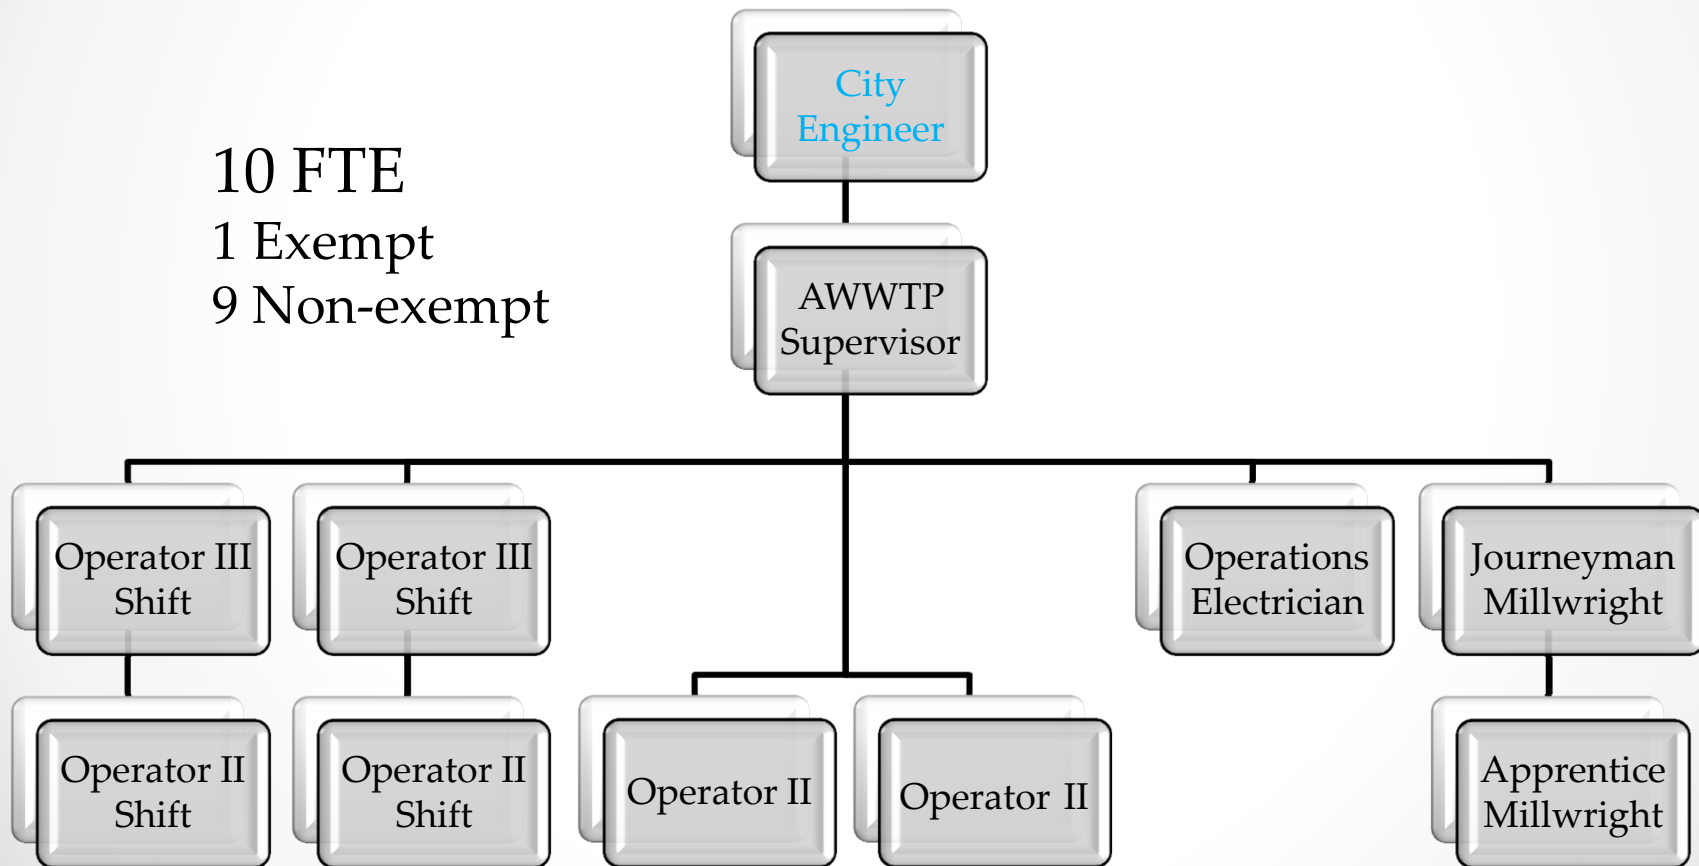 City
Engineer
10 FTE
1 Exempt
9 Non-exempt
AWWTP
Supervisor
Operator III
Shift
Operator III
Shift
Operations
Electrician
Journeyman
Millwright
Operator II
Shift
Operator II
Shift
Operator II
Operator II
Apprentice
Millwright